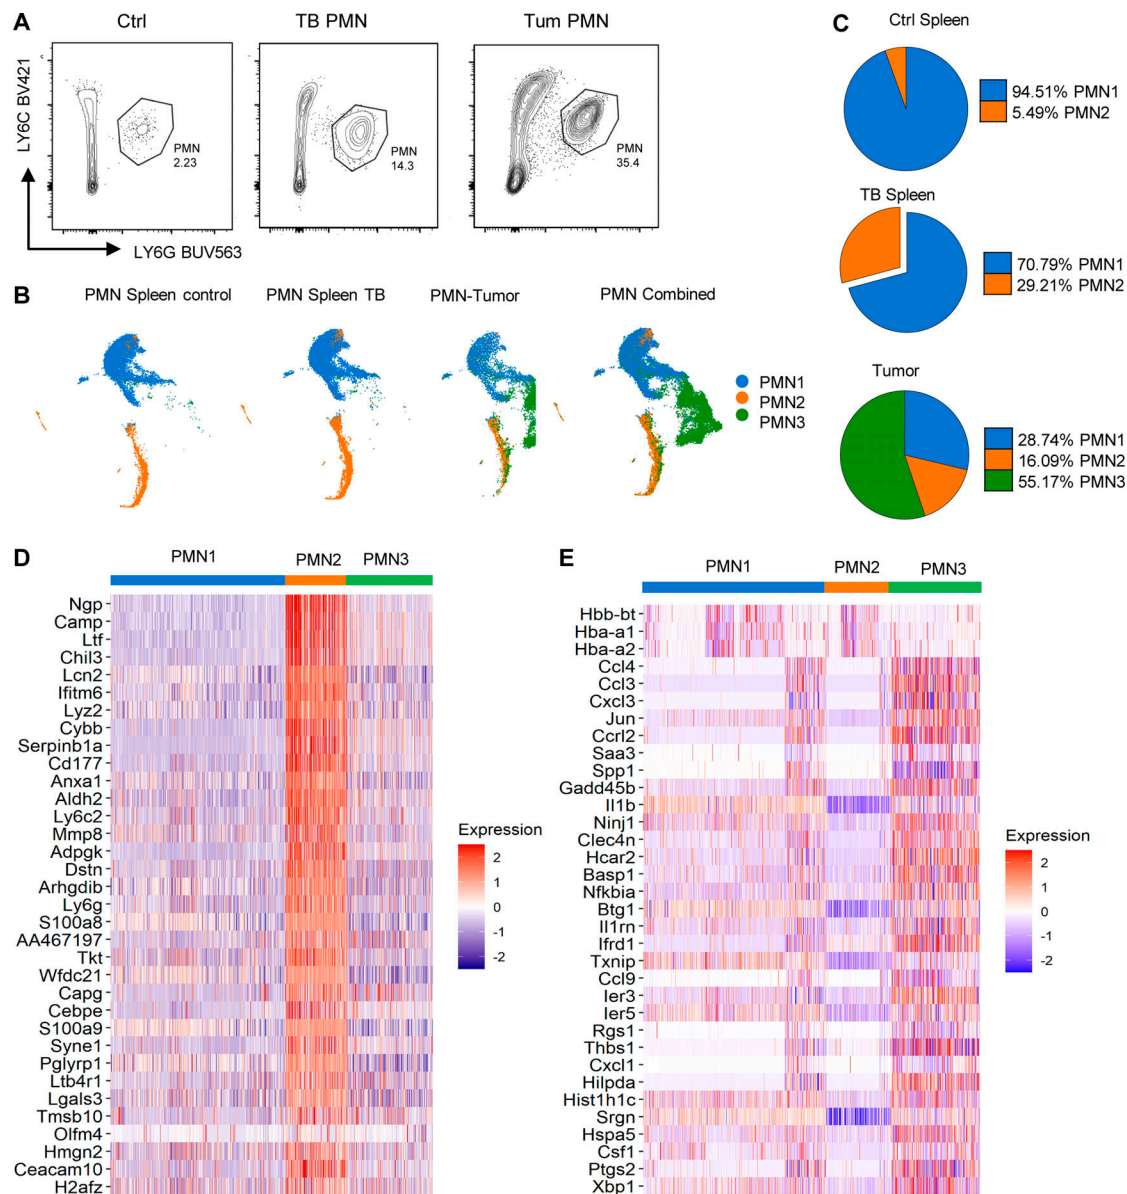 A
Ctrl
TB PMN
Tum PMN
LY6C BV421
PMN
2.23
PMN
14.3
PMN
35.4
LY6G BUV563
B
PMN Spleen control
PMN Spleen TB
PMN-Tumor
PMN Combined
PMN1
PMN2
PMN3
C
Ctrl Spleen
94.51% PMN1
5.49% PMN2
TB Spleen
70.79% PMN1
29.21% PMN2
Tumor
28.74% PMN1
16.09% PMN2
55.17% PMN3
D
PMN1
PMN2
PMN3
Ngp
Camp
Ltf
Chil3
Lcn2
Ifitm6
Lyz2
Cybb
Serpinb1a
Cd177
Anxa1
Aldh2
Ly6c2
Mmp8
Adpgk
Dstn
Arhgdib
Ly6g
S100a8
AA467197
Tkt
Wfdc21
Capg
Cebpe
S100a9
Syne1
Pglyrp1
Ltb4r1
Lgals3
Tmsb10
Olfm4
Hmgn2
Ceacam10
H2afz
Expression
2
1
0
-1
-2
E
PMN1
PMN2
PMN3
Hbb-bt
Hba-a1
Hba-a2
Ccl4
Ccl3
Cxcl3
Jun
Ccrl2
Saa3
Spp1
Gadd45b
Il1b
Ninj1
Clec4n
Hcar2
Basp1
Nfkbia
Btg1
Il1rn
Ifrd1
Txnip
Ccl9
Ier3
Ier5
Rgs1
Thbs1
Cxcl1
Hilpda
Hist1h1c
Srgn
Hspa5
Csf1
Ptgs2
Xbp1
Expression
2
1
0
-1
-2